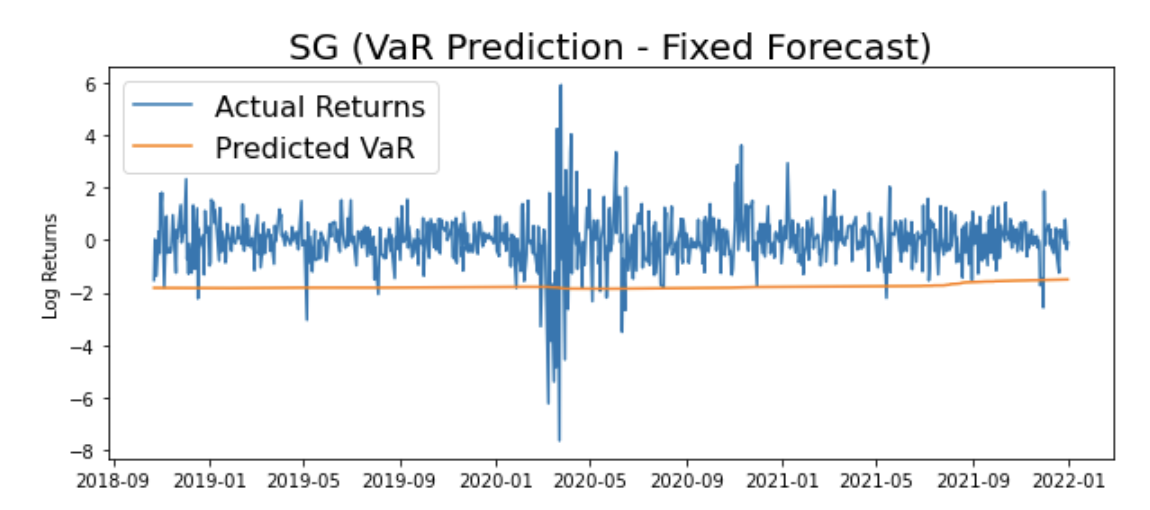 SG (VaR Prediction - Fixed Forecast)
Actual Returns
Predicted VaR
Log Returns
6
4
2
0
−2
−4
−6
−8
2018-09 2019-01 2019-05 2019-09 2020-01 2020-05 2020-09 2021-01 2021-05 2021-09 2022-01